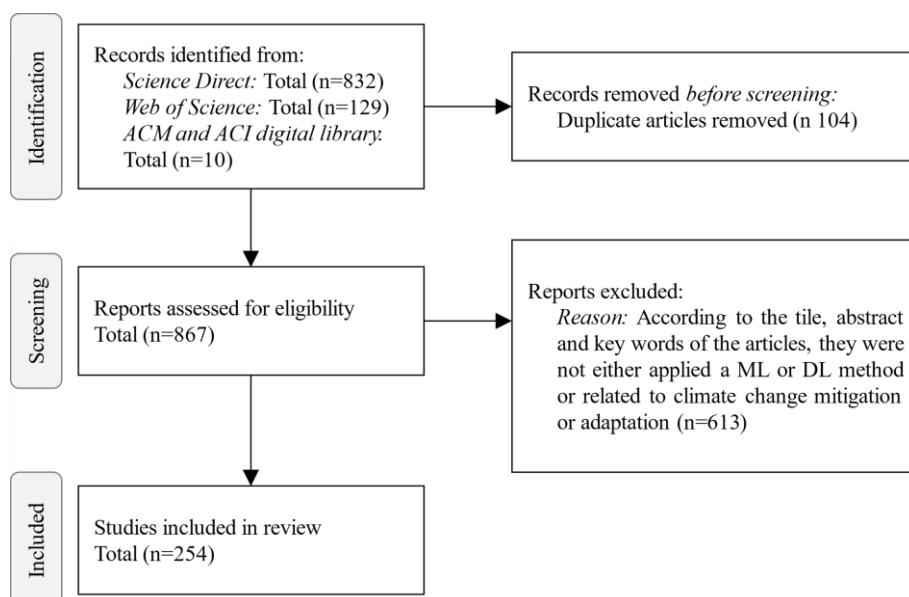 Identification
Records identified from:
Science Direct: Total (n=832)
Web of Science: Total (n=129)
ACM and ACI digital library.
Total (n=10)
Records removed before screening:
Duplicate articles removed (n 104)
Screening
Reports assessed for eligibility
Total (n=867)
Reports excluded:
Reason: According to the tile, abstract
and key words of the articles, they were
not either applied a ML or DL method
or related to climate change mitigation
or adaptation (n=613)
Included
Studies included in review
Total (n=254)